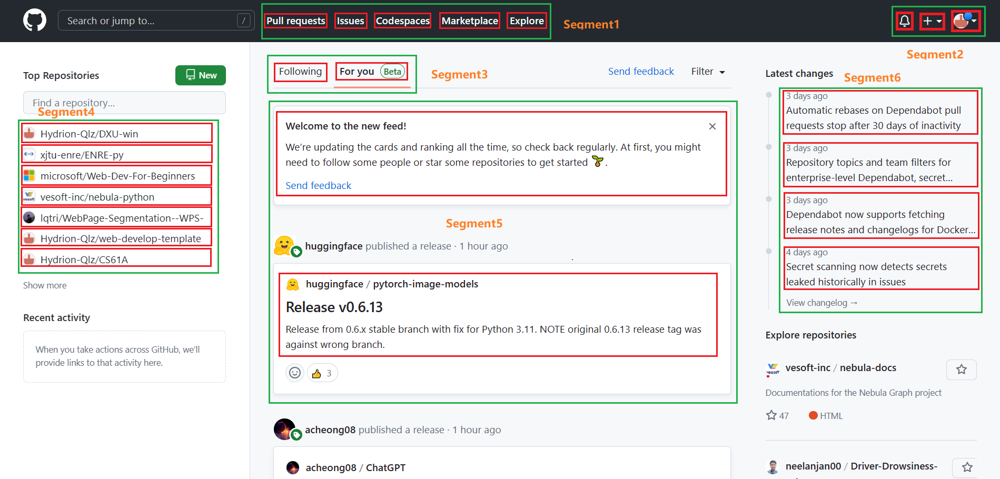 Search or jump to...
/
Pull requests
Issues
Codespaces
Marketplace
Explore
Segment1
Segment2
Top Repositories
New
Find a repository...
Segment4
Hydrion-Qlz/DXU-win
xjtu-enre/ENRE-py
microsoft/Web-Dev-For-Beginners
vesoft-inc/nebula-python
lqtri/WebPage-Segmentation--WPS-
Hydrion-Qlz/web-develop-template
Hydrion-Qlz/CS61A
Show more
Recent activity
When you take actions across GitHub, we'll
provide links to that activity here.
Following
For you Beta
Segment3
Send feedback
Filter
Welcome to the new feed!
We're updating the cards and ranking all the time, so check back regularly. At first, you might
need to follow some people or star some repositories to get started 🌱.
Send feedback
Segment5
huggingface published a release · 1 hour ago
huggingface / pytorch-image-models
Release v0.6.13
Release from 0.6.x stable branch with fix for Python 3.11. NOTE original 0.6.13 release tag was
against wrong branch.
👍 3
acheong08 published a release · 1 hour ago
acheong08 / ChatGPT
Latest changes
Segment6
3 days ago
Automatic rebases on Dependabot pull
requests stop after 30 days of inactivity
3 days ago
Repository topics and team filters for
enterprise-level Dependabot, secret...
3 days ago
Dependabot now supports fetching
release notes and changelogs for Docker...
4 days ago
Secret scanning now detects secrets
leaked historically in issues
View changelog →
Explore repositories
vesoft-inc / nebula-docs
Documentations for the Nebula Graph project
47
HTML
neelanjan00 / Driver-Drowsiness-